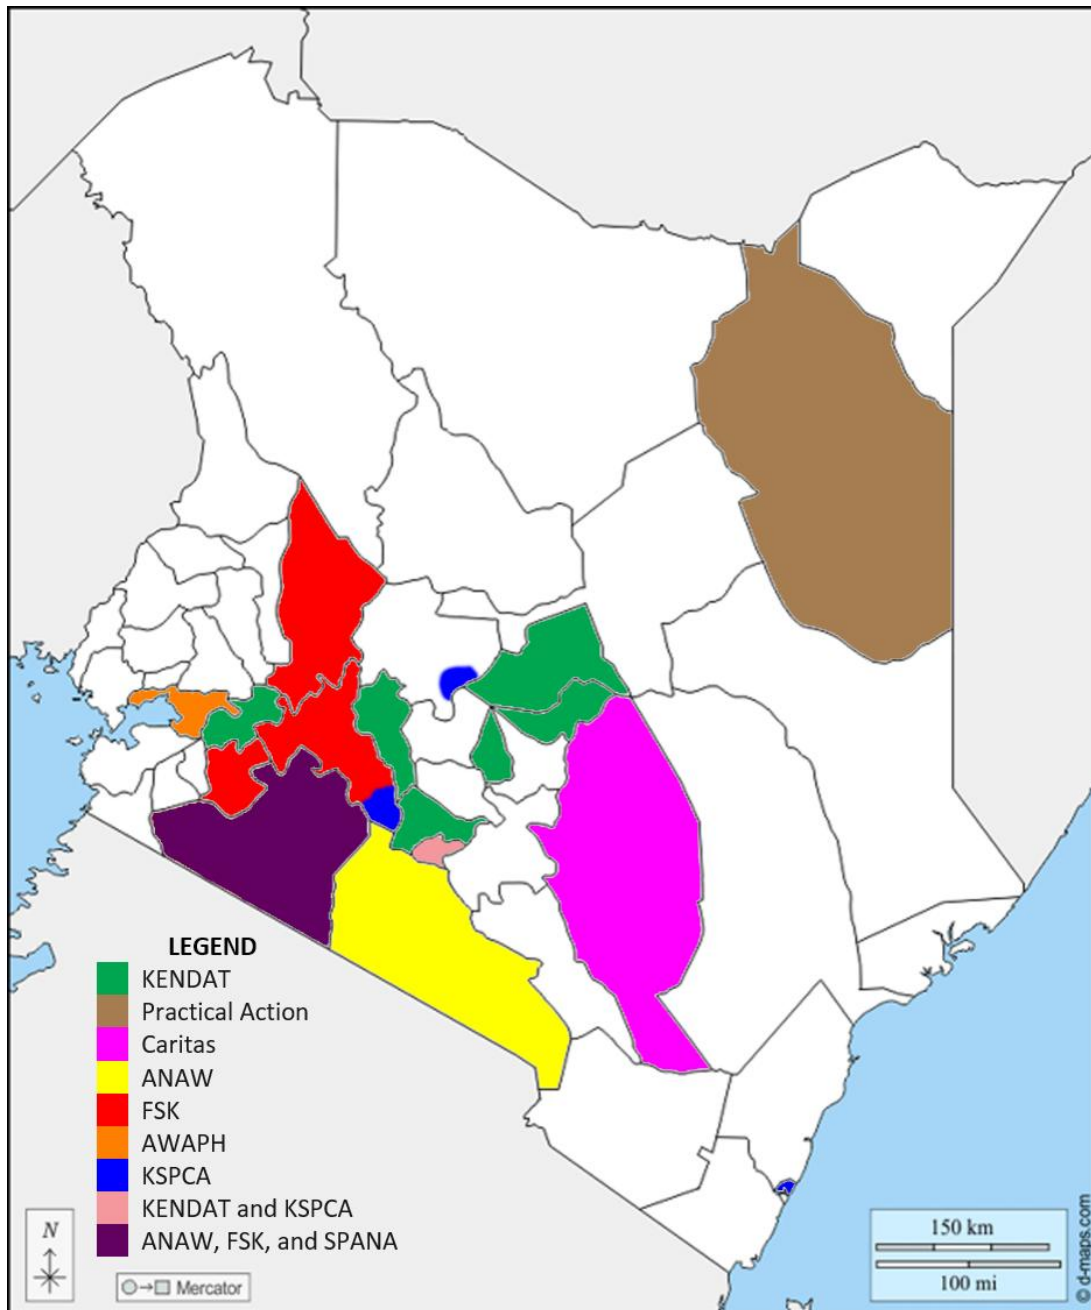 LEGEND
KENDAT
Practical Action
Caritas
ANAW
FSK
AWAPH
KSPCA
KENDAT and KSPCA
ANAW, FSK, and SPANA
N
Mercator
150 km
100 mi
© d-maps.com